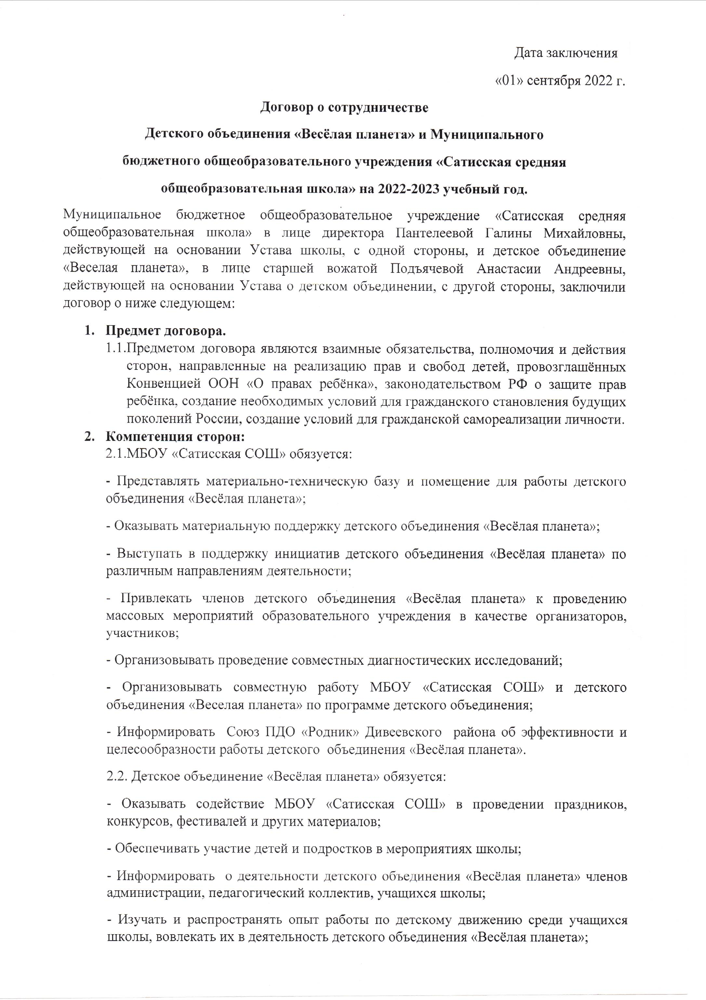 Дата заключения
«01» сентября 2022 г.
Договор о сотрудничестве
Детского объединения «Весёлая планета» и Муниципального
бюджетного общеобразовательного учреждения «Сатисская средняя
общеобразовательная школа» на 2022-2023 учебный год.
Муниципальное бюджетное общеобразовательное учреждение «Сатисская средняя
общеобразовательная школа» в лице директора Пантелеевой Галины Михайловны,
действующей на основании Устава школы, с одной стороны, и детское объединение
«Веселая планета», в лице старшей вожатой Подъячевой Анастасии Андреевны,
действующей на основании Устава о детском объединении, с другой стороны, заключили
договор о ниже следующем:
1. Предмет договора.
1.1.Предметом договора являются взаимные обязательства, полномочия и действия
сторон, направленные на реализацию прав и свобод детей, провозглашённых
Конвенцией ООН «О правах ребёнка», законодательством РФ о защите прав
ребёнка, создание необходимых условий для гражданского становления будущих
поколений России, создание условий для гражданской самореализации личности.
2. Компетенция сторон:
2.1.МБОУ «Сатисская СОШ» обязуется:
- Представлять материально-техническую базу и помещение для работы детского
объединения «Весёлая планета»;
- Оказывать материальную поддержку детского объединения «Весёлая планета»;
- Выступать в поддержку инициатив детского объединения «Весёлая планета» по
различным направлениям деятельности;
- Привлекать членов детского объединения «Весёлая планета» к проведению
массовых мероприятий образовательного учреждения в качестве организаторов,
участников;
- Организовывать проведение совместных диагностических исследований;
- Организовывать совместную работу МБОУ «Сатисская СОШ» и детского
объединения «Веселая планета» по программе детского объединения;
- Информировать Союз ПДО «Родник» Дивеевского района об эффективности и
целесообразности работы детского объединения «Весёлая планета».
2.2. Детское объединение «Весёлая планета» обязуется:
- Оказывать содействие МБОУ «Сатисская СОШ» в проведении праздников,
конкурсов, фестивалей и других материалов;
- Обеспечивать участие детей и подростков в мероприятиях школы;
- Информировать о деятельности детского объединения «Весёлая планета» членов
администрации, педагогический коллектив, учащихся школы;
- Изучать и распространять опыт работы по детскому движению среди учащихся
школы, вовлекать их в деятельность детского объединения «Весёлая планета»;